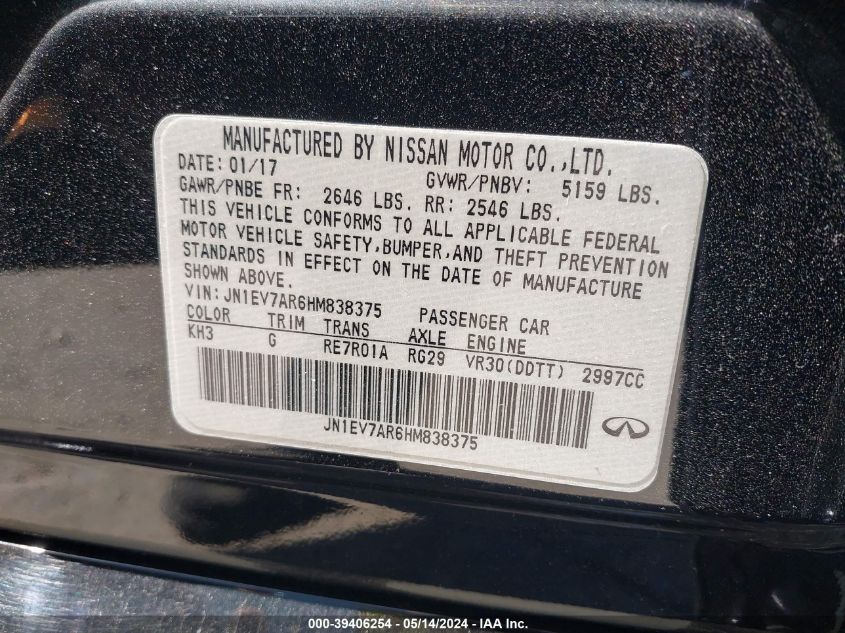 MANUFACTURED BY NISSAN MOTOR CO.,LTD.
DATE: 01/17 GVWR/PNBV: 5159 LBS.
GAWR/PNBE FR: 2646 LBS. RR: 2546 LBS.
THIS VEHICLE CONFORMS TO ALL APPLICABLE FEDERAL
MOTOR VEHICLE SAFETY,BUMPER,AND THEFT PREVENTION
STANDARDS IN EFFECT ON THE DATE OF MANUFACTURE
SHOWN ABOVE.
VIN:JN1EV7AR6HM838375 PASSENGER CAR
COLOR TRIM TRANS AXLE ENGINE
KH3 G RE7R01A RG29 VR30(DDTT) 2997CC
JN1EV7AR6HM838375
000-39406254 - 05/14/2024 - IAA Inc.